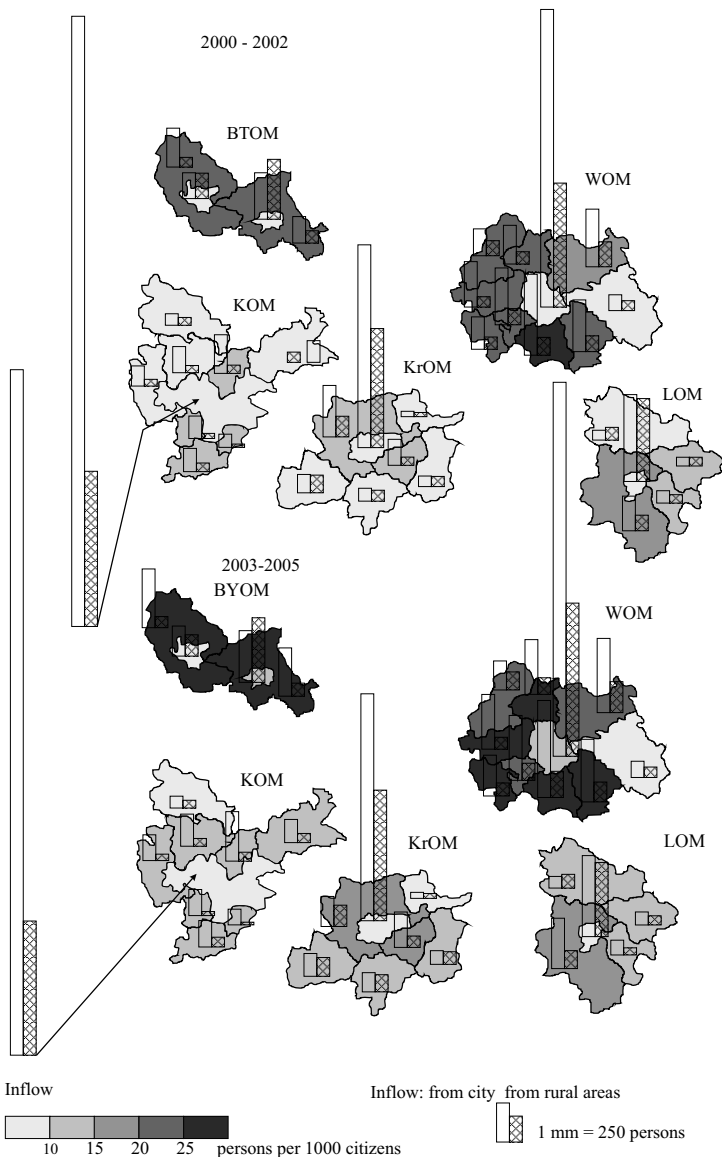 2000 - 2002
BTOM
WOM
KOM
KrOM
LOM
2003-2005
BYOM
WOM
KOM
KrOM
LOM
Inflow
Inflow: from city from rural areas
10 15 20 25 persons per 1000 citizens
1 mm = 250 persons